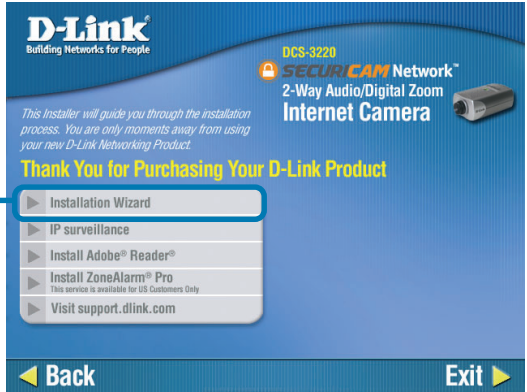 D-Link
Building Networks for People
DCS-3220
SECURICAM Network™
2-Way Audio/Digital Zoom
Internet Camera
This Installer will guide you through the installation
process. You are only moments away from using
your new D-Link Networking Product.
Thank You for Purchasing Your D-Link Product
Installation Wizard
IP surveillance
Install Adobe® Reader®
Install ZoneAlarm® Pro
This service is available for US Customers Only
Visit support.dlink.com
Back
Exit